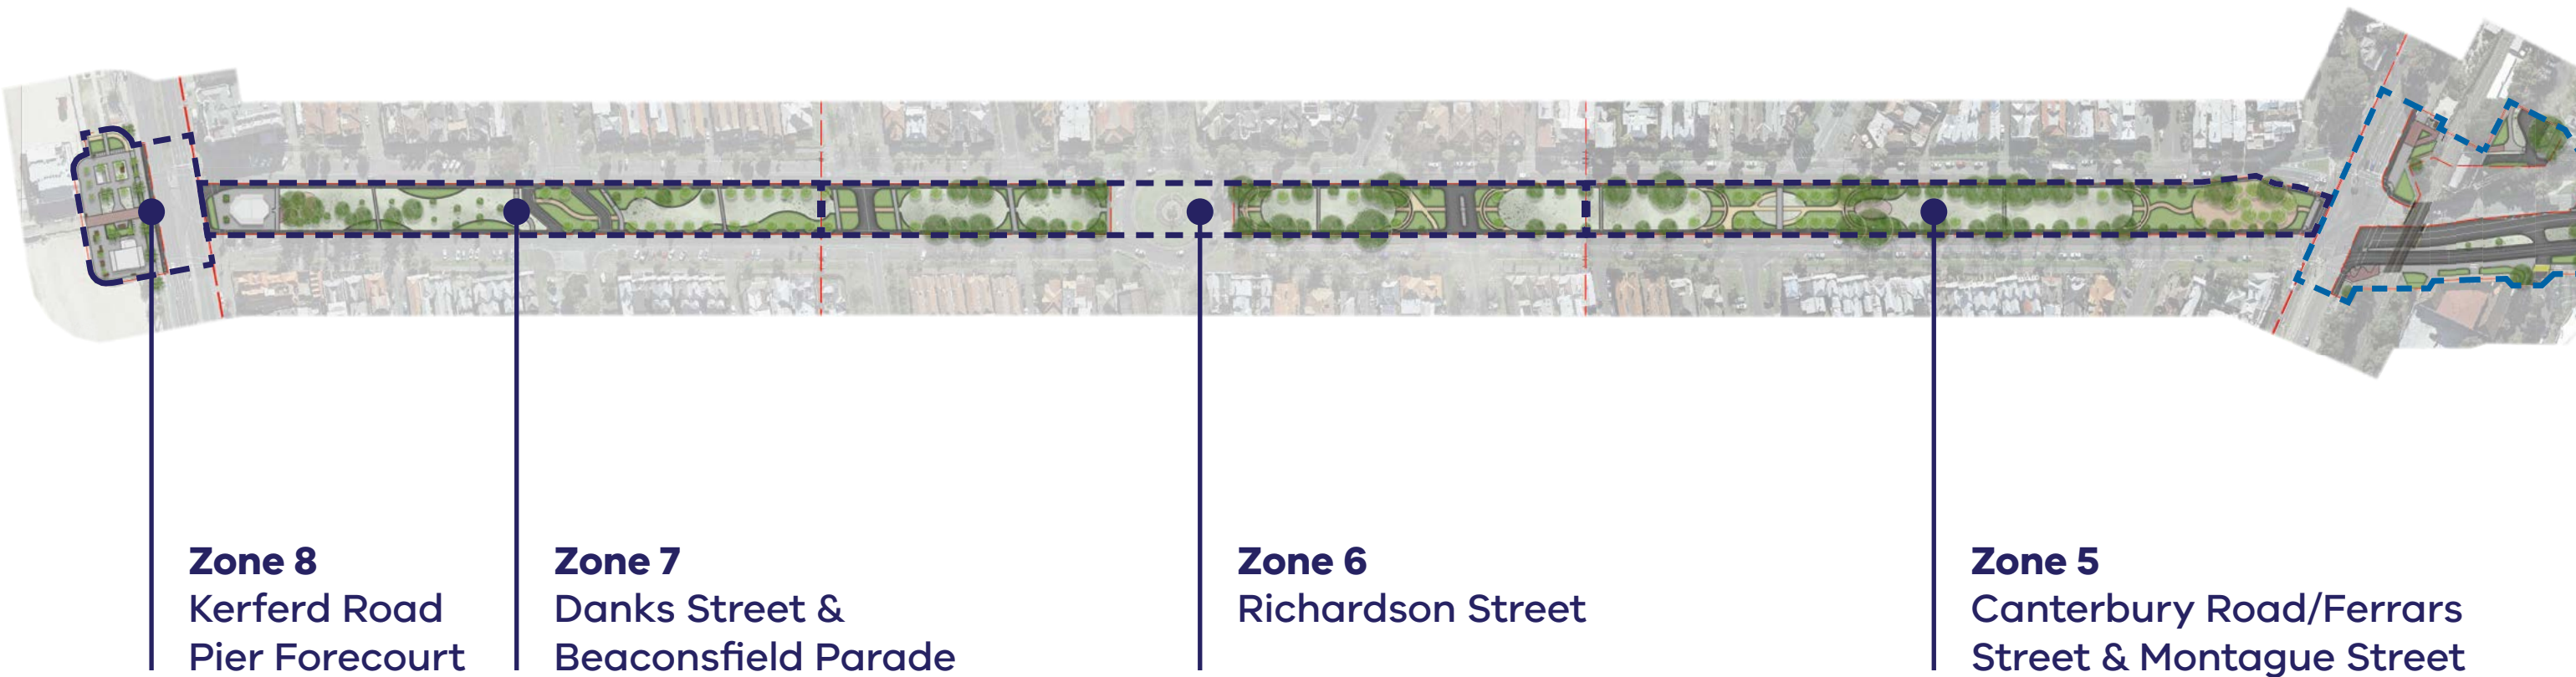 Zone 8
Kerferd Road
Pier Forecourt
Zone 7
Danks Street &
Beaconsfield Parade
Zone 6
Richardson Street
Zone 5
Canterbury Road/Ferrars
Street & Montague Street